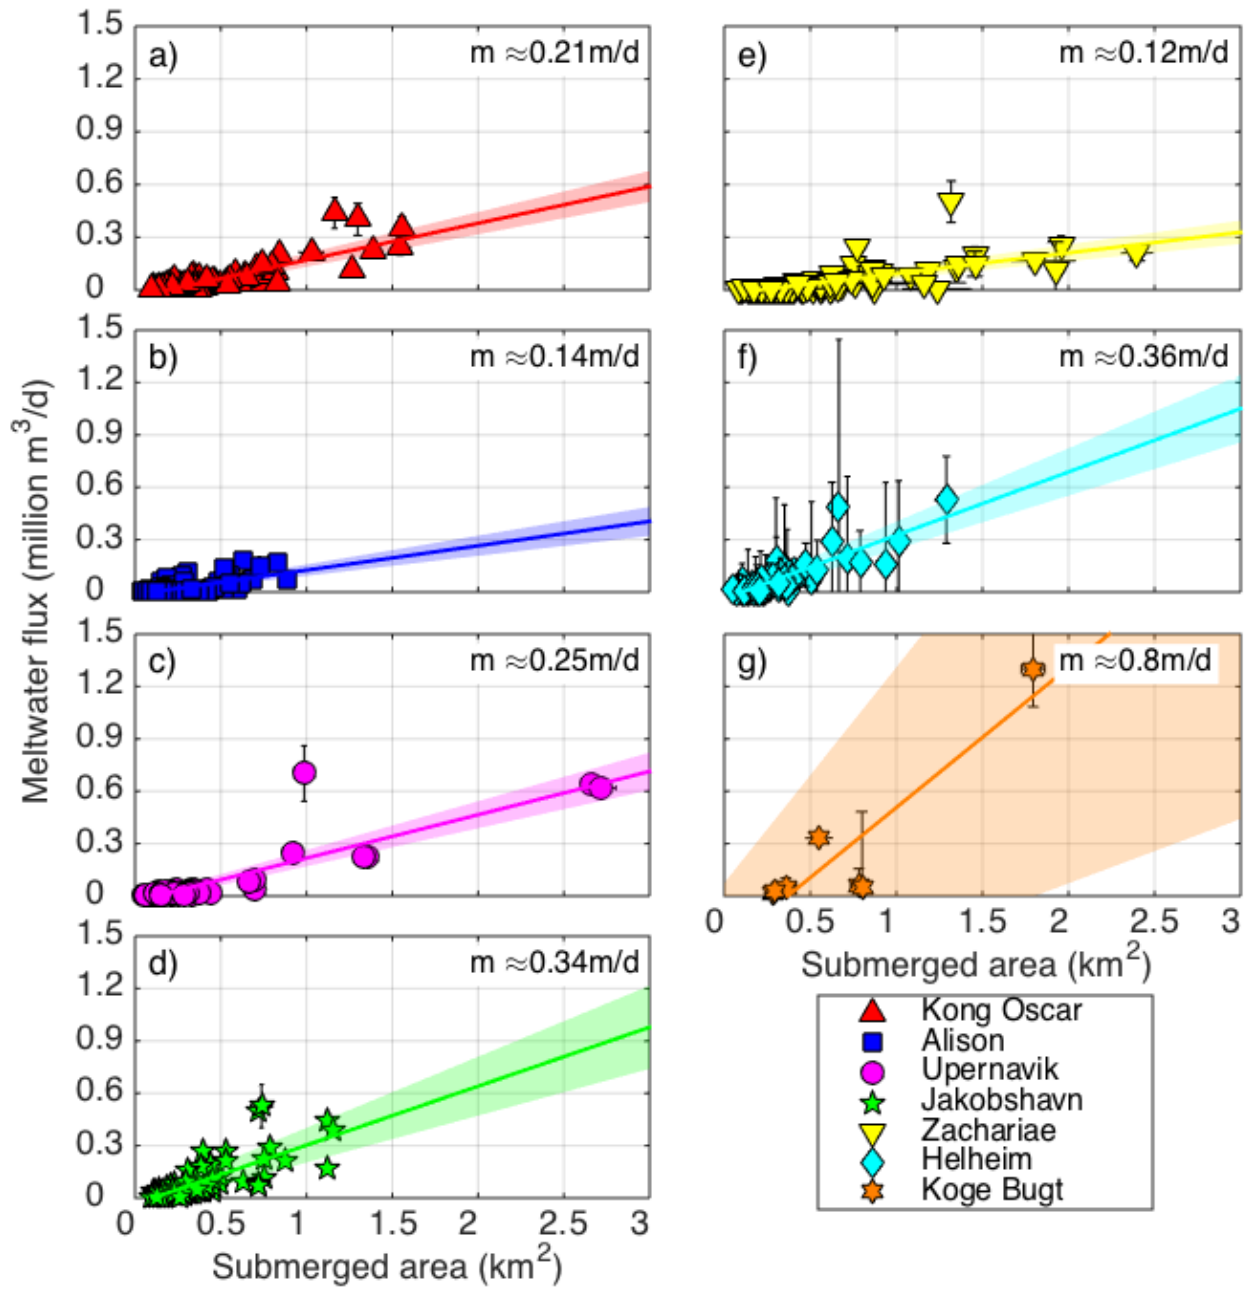 Meltwater flux (million m³/d)
a)
m ≈0.21m/d
1.5
1.2
0.9
0.6
0.3
0
b)
m ≈0.14m/d
1.5
1.2
0.9
0.6
0.3
0
c)
m ≈0.25m/d
1.5
1.2
0.9
0.6
0.3
0
d)
m ≈0.34m/d
1.5
1.2
0.9
0.6
0.3
0
0 0.5 1 1.5 2 2.5 3
Submerged area (km²)
e)
m ≈0.12m/d
f)
m ≈0.36m/d
g)
m ≈0.8m/d
0 0.5 1 1.5 2 2.5 3
Submerged area (km²)
Kong Oscar
Alison
Upernavik
Jakobshavn
Zachariae
Helheim
Koge Bugt